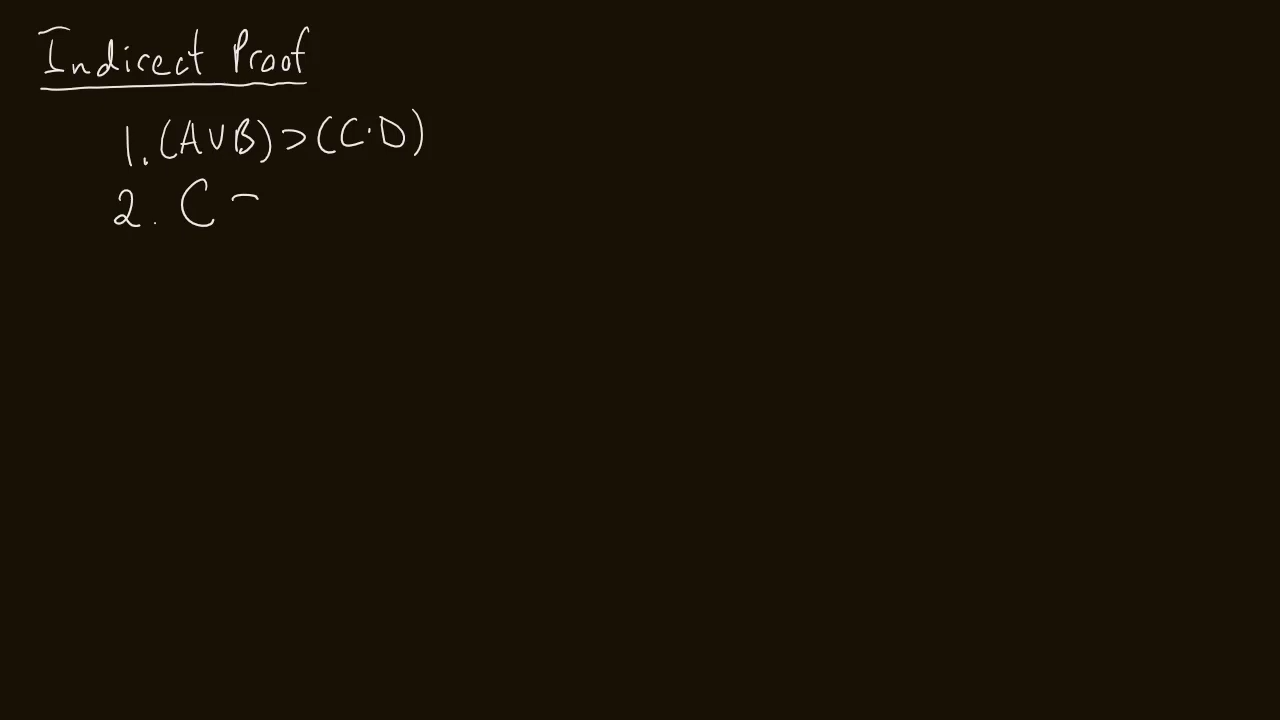 Indirect Proof
1. (A∨B)⊃(C·D)
2. C